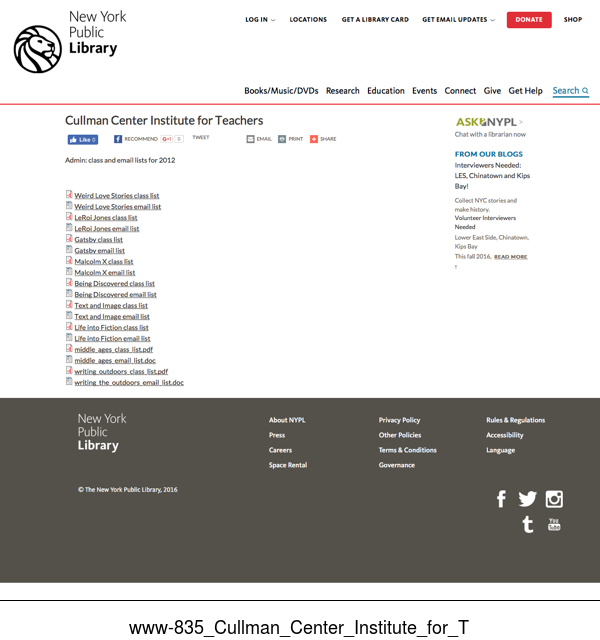 New York
Public
Library
LOG IN
LOCATIONS
GET A LIBRARY CARD
GET EMAIL UPDATES
DONATE
SHOP
Books/Music/DVDs Research Education Events Connect Give Get Help Search
Cullman Center Institute for Teachers
Like 0
RECOMMEND
G+1 0
TWEET
EMAIL
PRINT
SHARE
Admin: class and email lists for 2012
Weird Love Stories class list
Weird Love Stories email list
LeRoi Jones class list
LeRoi Jones email list
Gatsby class list
Gatsby email list
Malcolm X class list
Malcolm X email list
Being Discovered class list
Being Discovered email list
Text and Image class list
Text and Image email list
Life into Fiction class list
Life into Fiction email list
middle_ages_class_list.pdf
middle_ages_email_list.doc
writing_outdoors_class_list.pdf
writing_the_outdoors_email_list.doc
ASK NYPL >
Chat with a librarian now
FROM OUR BLOGS
Interviewers Needed:
LES, Chinatown and Kips
Bay!
Collect NYC stories and
make history.
Volunteer Interviewers
Needed
Lower East Side, Chinatown,
Kips Bay
This fall 2016, READ MORE
New York
Public
Library
About NYPL
Press
Careers
Space Rental
Privacy Policy
Other Policies
Terms & Conditions
Governance
Rules & Regulations
Accessibility
Language
© The New York Public Library, 2016
You
Tube
www-835_Cullman_Center_Institute_for_T